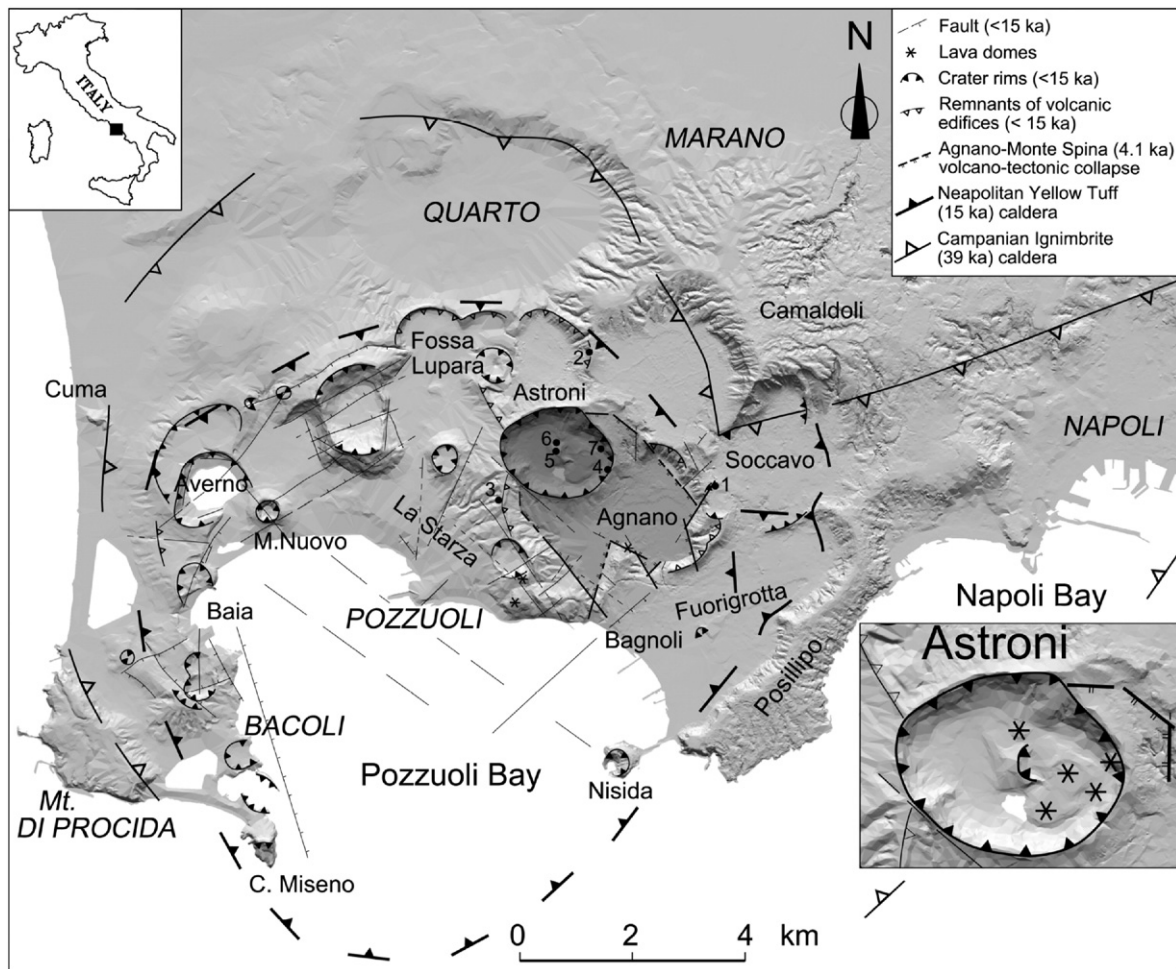 ITALY
N
Fault (<15 ka)
Lava domes
Crater rims (<15 ka)
Remnants of volcanic
edifices (< 15 ka)
Agnano-Monte Spina (4.1 ka)
volcano-tectonic collapse
Neapolitan Yellow Tuff
(15 ka) caldera
Campanian Ignimbrite
(39 ka) caldera
MARANO
QUARTO
Camaldoli
Fossa
Lupara
2
Cuma
Astroni
NAPOLI
6
7
5
4
Soccavo
Averno
3
1
La Starza
Agnano
M.Nuovo
Baia
POZZUOLI
Fuorigrotta
Napoli Bay
Bagnoli
Posillipo
Astroni
BACOLI
Pozzuoli Bay
Nisida
Mt.
DI PROCIDA
C. Miseno
0 2 4 km